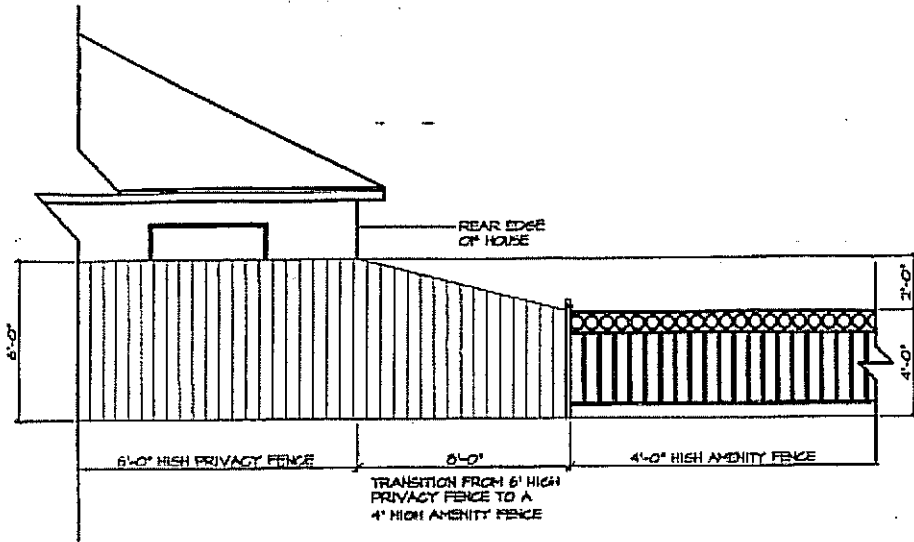 REAR EDGE
OF HOUSE
2'-0"
6'-0"
4'-0"
6'-0" HIGH PRIVACY FENCE
8'-0"
4'-0" HIGH AMENITY FENCE
TRANSITION FROM 6' HIGH
PRIVACY FENCE TO A
4' HIGH AMENITY FENCE